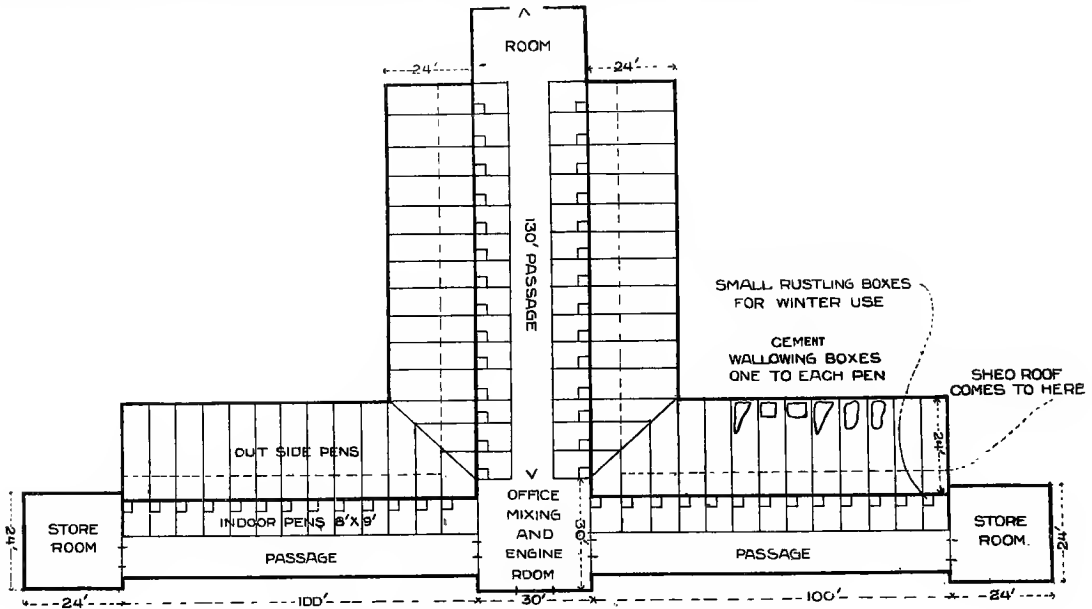 ROOM
24'
24'
130' PASSAGE
SMALL RUSTLING BOXES
FOR WINTER USE
CEMENT
WALLOWING BOXES
ONE TO EACH PEN
SHED ROOF
COMES TO HERE
OUT SIDE PENS
24'
INDOOR PENS 8'X9'
OFFICE
MIXING
AND
ENGINE
ROOM
30'
24'
STORE
ROOM
PASSAGE
PASSAGE
STORE
ROOM.
24'
24'
100'
30'
100'
24'